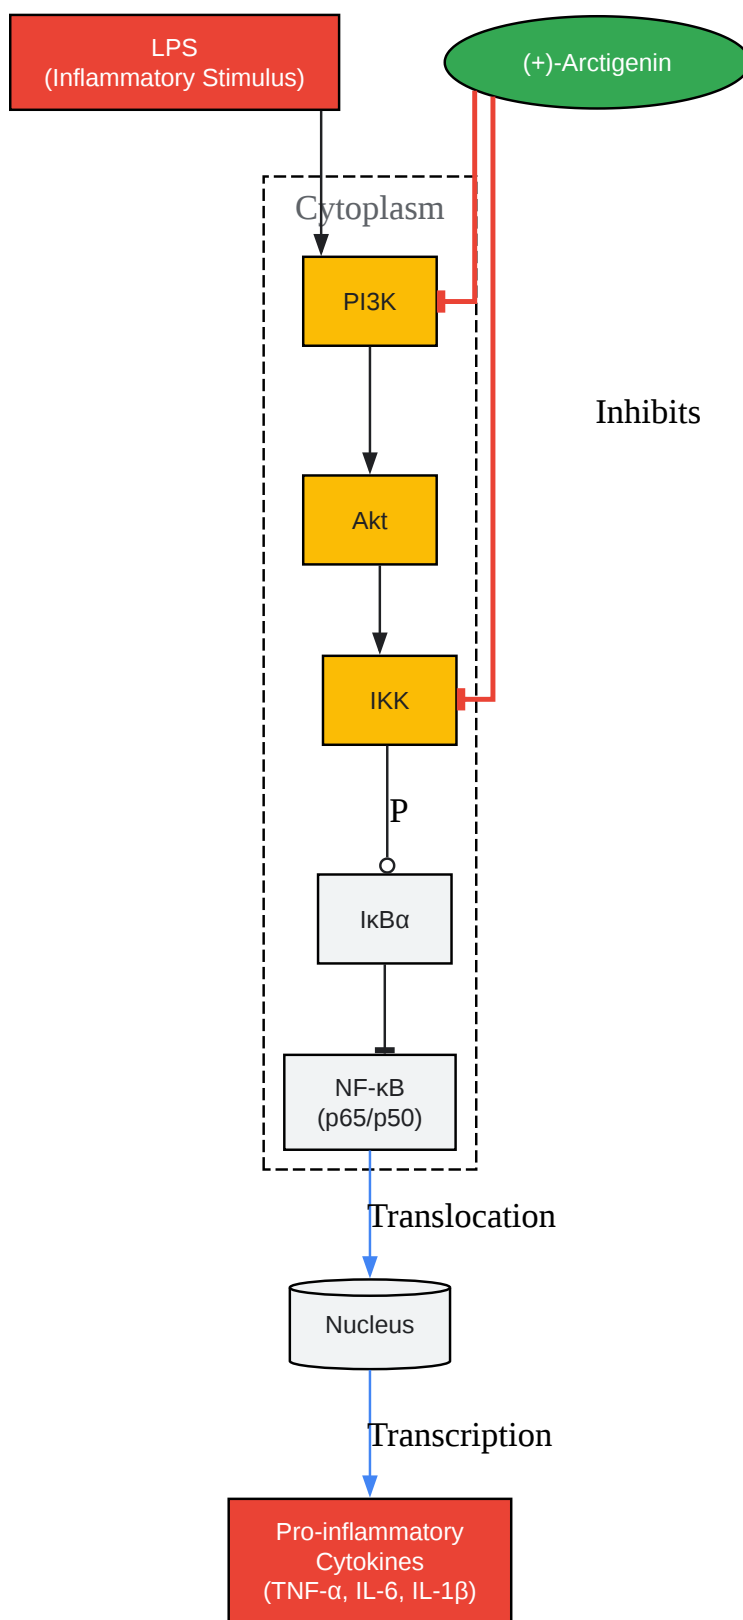 LPS
(Inflammatory Stimulus)
(+)-Arctigenin
Cytoplasm
PI3K
Inhibits
Akt
IKK
P
IκBα
NF-κB
(p65/p50)
Translocation
Nucleus
Transcription
Pro-inflammatory
Cytokines
(TNF-α, IL-6, IL-1β)